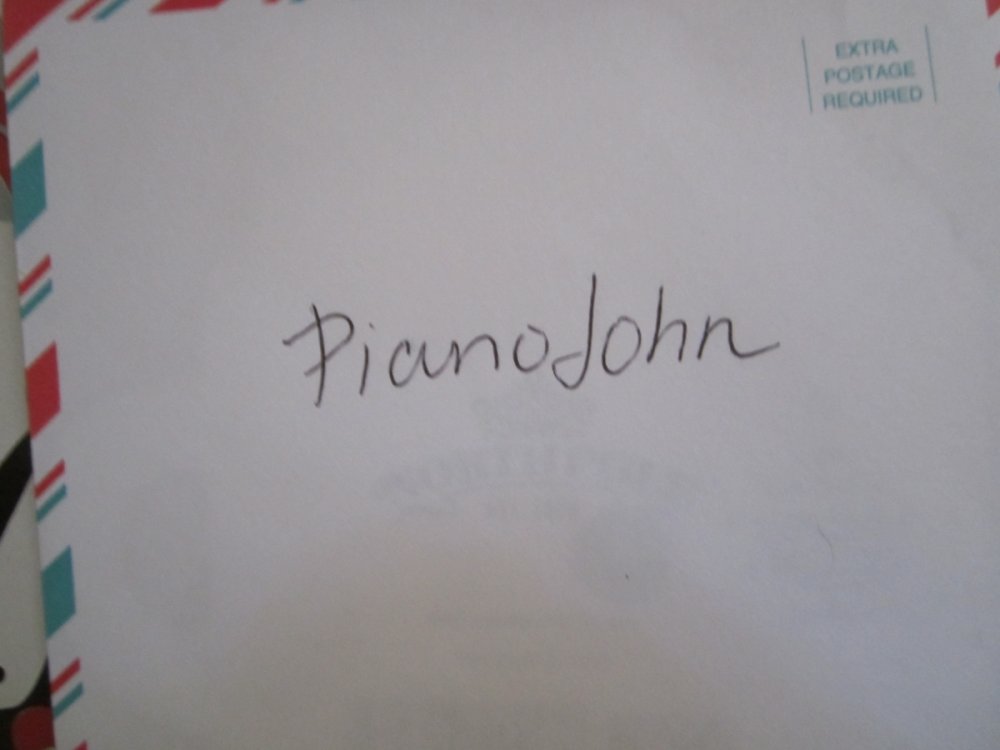 EXTRA
POSTAGE
REQUIRED
PianoJohn